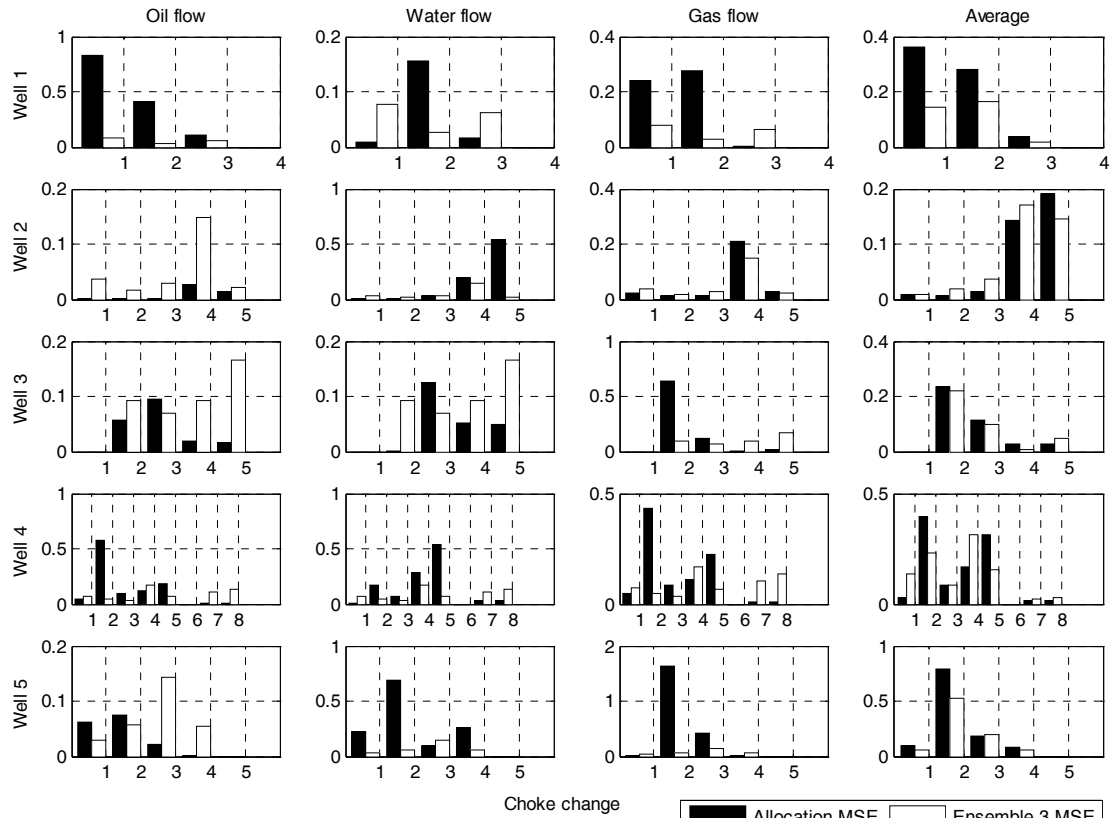 Oil flow Water flow Gas flow Average
Well 1
1 0.5 0
1 2 3 4
0.2 0.1 0
1 2 3 4
0.4 0.2 0
1 2 3 4
0.4 0.2 0
1 2 3 4
Well 2
0.2 0.1 0
1 2 3 4 5
1 0.5 0
1 2 3 4 5
0.4 0.2 0
1 2 3 4 5
0.2 0.1 0
1 2 3 4 5
Well 3
0.2 0.1 0
1 2 3 4 5
0.2 0.1 0
1 2 3 4 5
1 0.5 0
1 2 3 4 5
0.4 0.2 0
1 2 3 4 5
Well 4
1 0.5 0
1 2 3 4 5 6 7 8
1 0.5 0
1 2 3 4 5 6 7 8
0.5 0
1 2 3 4 5 6 7 8
0.5 0
1 2 3 4 5 6 7 8
Well 5
0.2 0.1 0
1 2 3 4 5
1 0.5 0
1 2 3 4 5
2 1 0
1 2 3 4 5
1 0.5 0
1 2 3 4 5
Choke change
Allocation MSE Ensemble 3 MSE